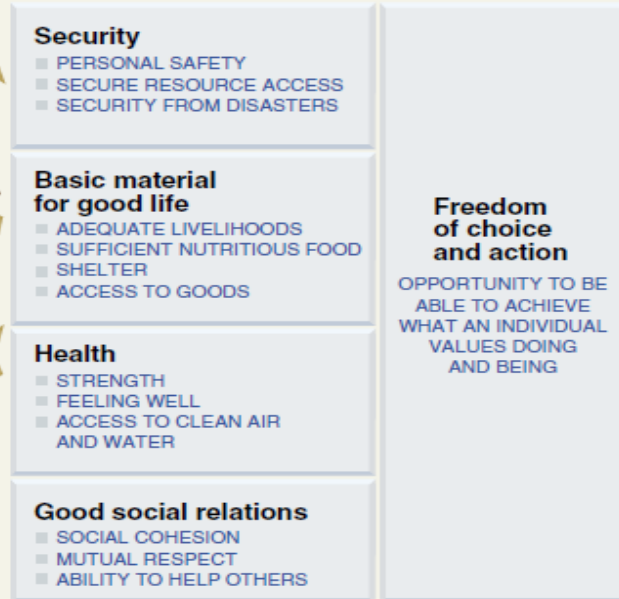 Security
PERSONAL SAFETY
SECURE RESOURCE ACCESS
SECURITY FROM DISASTERS
Basic material
for good life
ADEQUATE LIVELIHOODS
SUFFICIENT NUTRITIOUS FOOD
SHELTER
ACCESS TO GOODS
Health
STRENGTH
FEELING WELL
ACCESS TO CLEAN AIR
AND WATER
Good social relations
SOCIAL COHESION
MUTUAL RESPECT
ABILITY TO HELP OTHERS
Freedom
of choice
and action
OPPORTUNITY TO BE
ABLE TO ACHIEVE
WHAT AN INDIVIDUAL
VALUES DOING
AND BEING